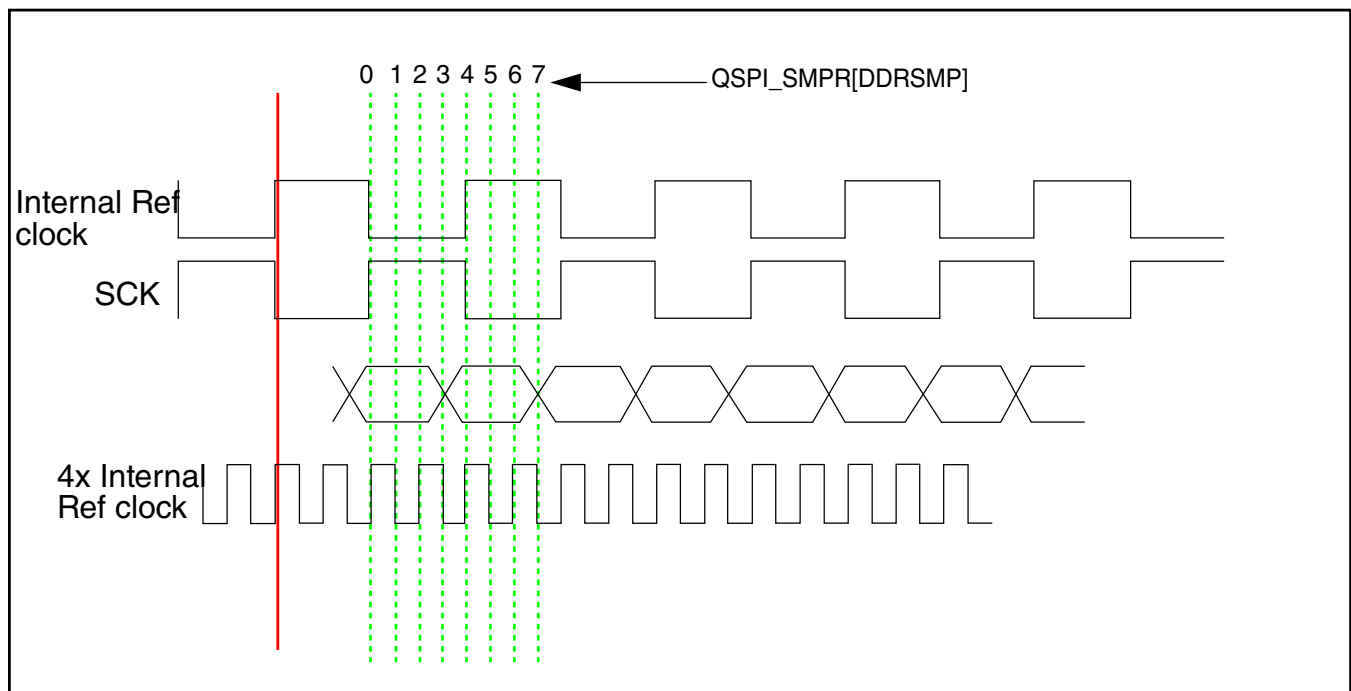 0 1 2 3 4 5 6 7
QSPI_SMPR[DDRSMP]
Internal Ref
clock
SCK
4x Internal
Ref clock